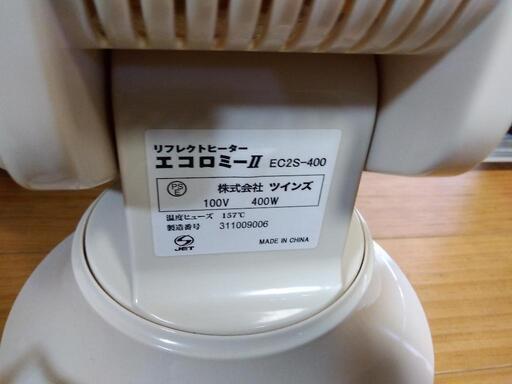 リフレクトヒーター
エコロミーII EC2S-400
PSE 株式会社 ツインズ
100V 400W
温度ヒューズ 157℃
製造番号 311009006
JET MADE IN CHINA